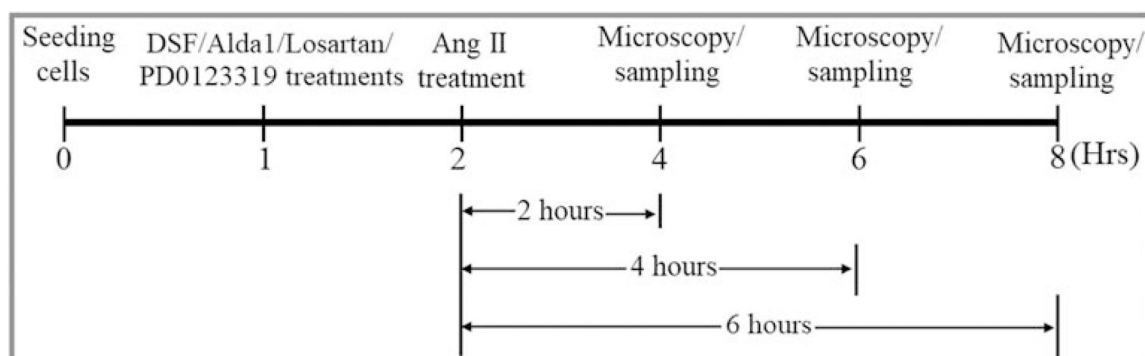 Seeding cells
DSF/Alda1/Losartan/
PD0123319 treatments
Ang II
treatment
Microscopy/
sampling
Microscopy/
sampling
Microscopy/
sampling
0 1 2 4 6 8 (Hrs)
2 hours
4 hours
6 hours